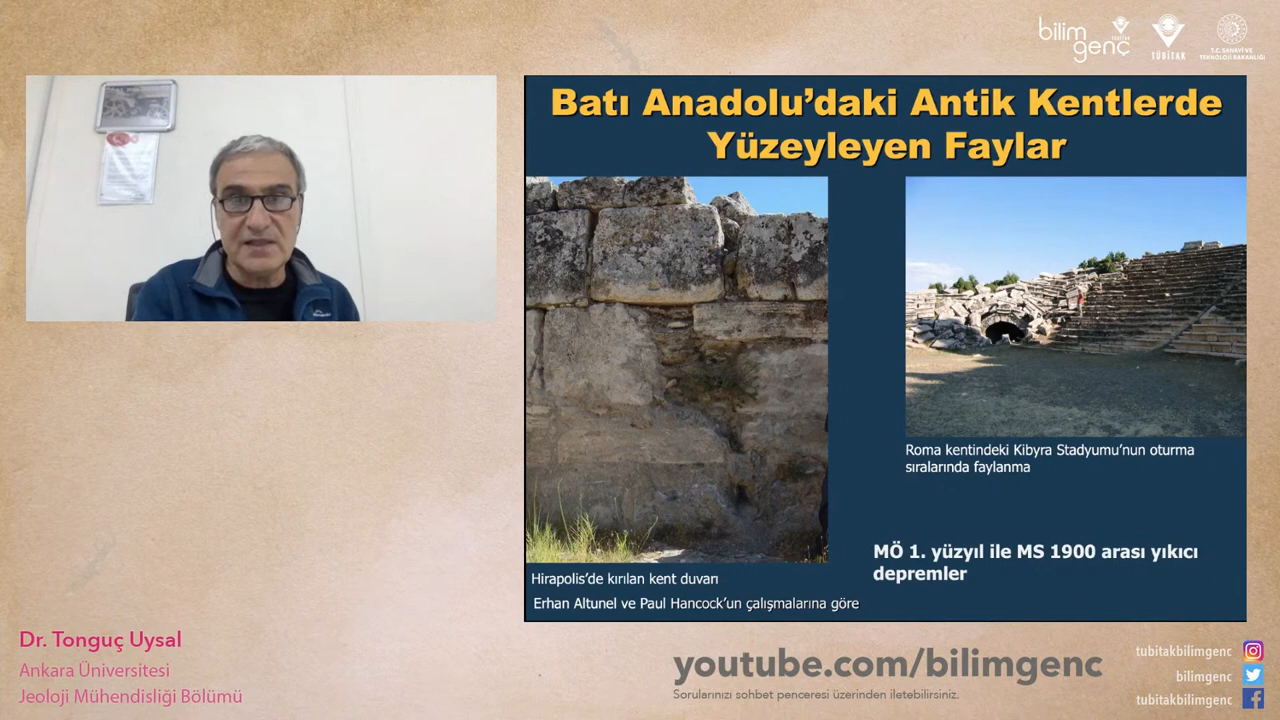 bilim
genç
TÜBİTAK
TÜBİTAK
T.C. SANAYİ VE
TEKNOLOJİ BAKANLIĞI
Batı Anadolu’daki Antik Kentlerde
Yüzeyleyen Faylar
Roma kentindeki Kibyra Stadyumu’nun oturma
sıralarında faylanma
MÖ 1. yüzyıl ile MS 1900 arası yıkıcı
depremler
Hirapolis’de kırılan kent duvarı
Erhan Altunel ve Paul Hancock’un çalışmalarına göre
Dr. Tonguç Uysal
Ankara Üniversitesi
Jeoloji Mühendisliği Bölümü
youtube.com/bilimgenc
Sorularınızı sohbet penceresi üzerinden iletebilirsiniz.
tubitakbilimgenc
bilimgenc
tubitakbilimgenc